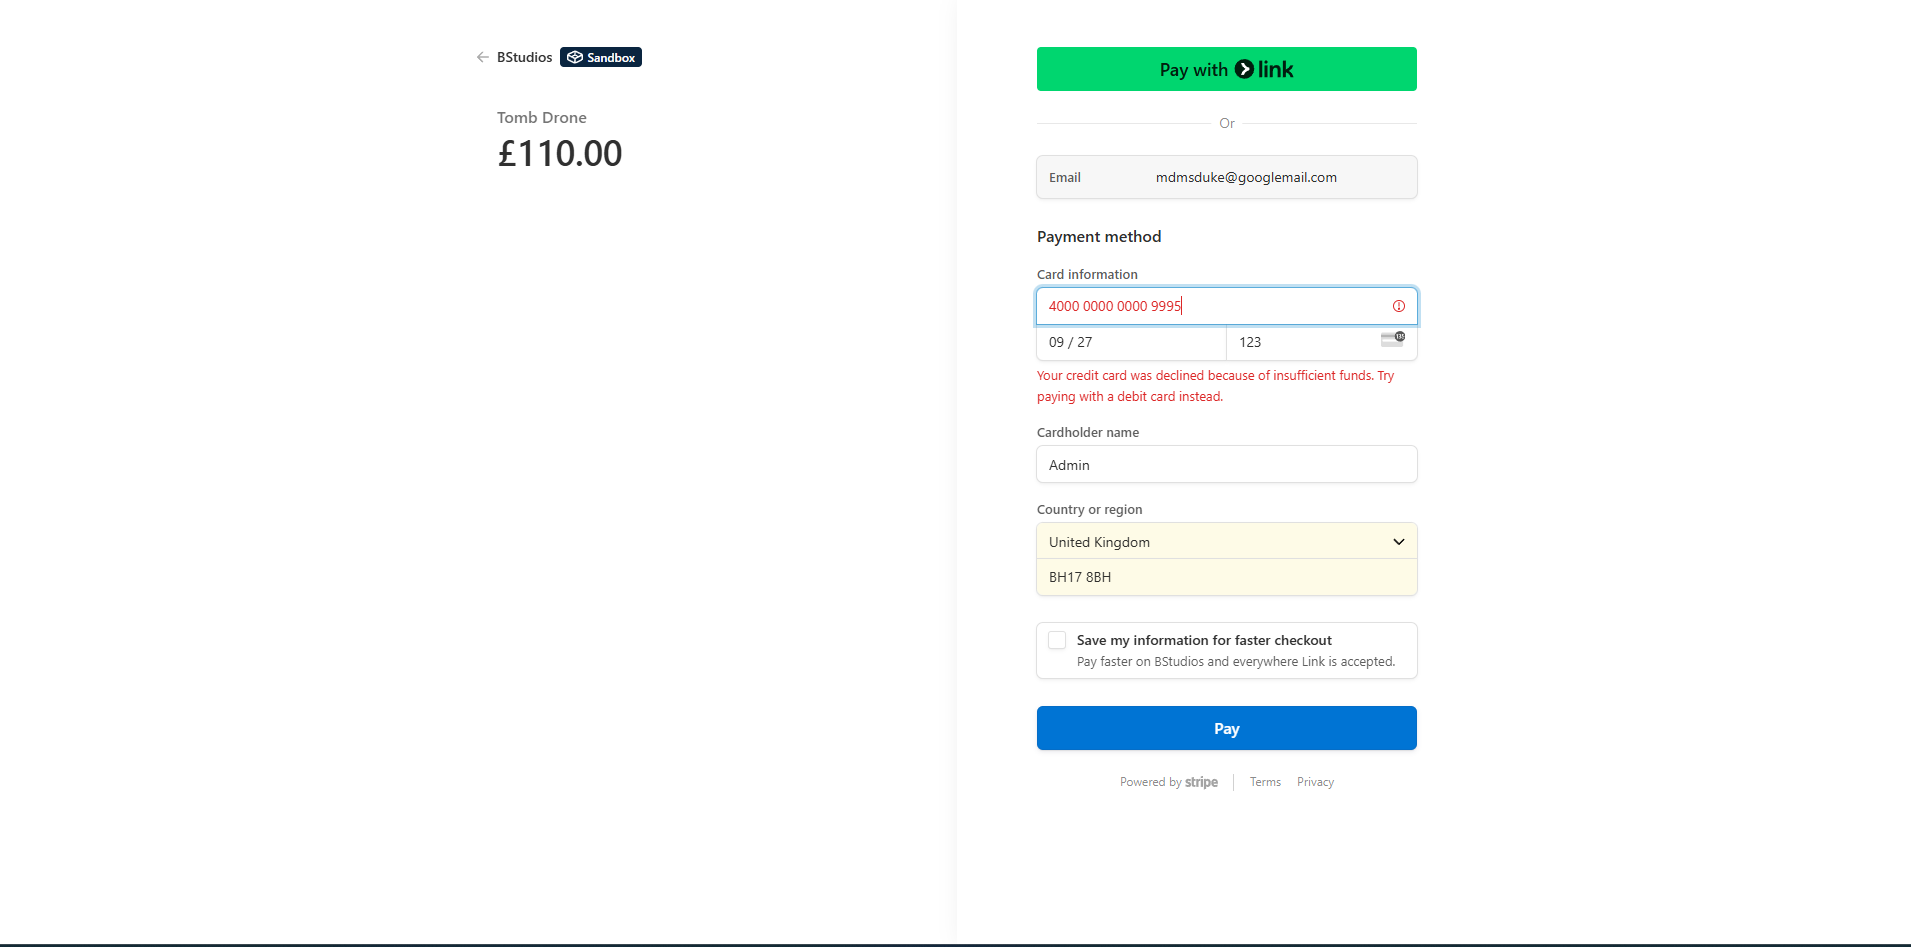 BStudios Sandbox
Tomb Drone
£110.00
Pay with link
Or
Email mdmsduke@googlemail.com
Payment method
Card information
4000 0000 0000 9995
09 / 27 123
Your credit card was declined because of insufficient funds. Try
paying with a debit card instead.
Cardholder name
Admin
Country or region
United Kingdom
BH17 8BH
Save my information for faster checkout
Pay faster on BStudios and everywhere Link is accepted.
Pay
Powered by stripe Terms Privacy